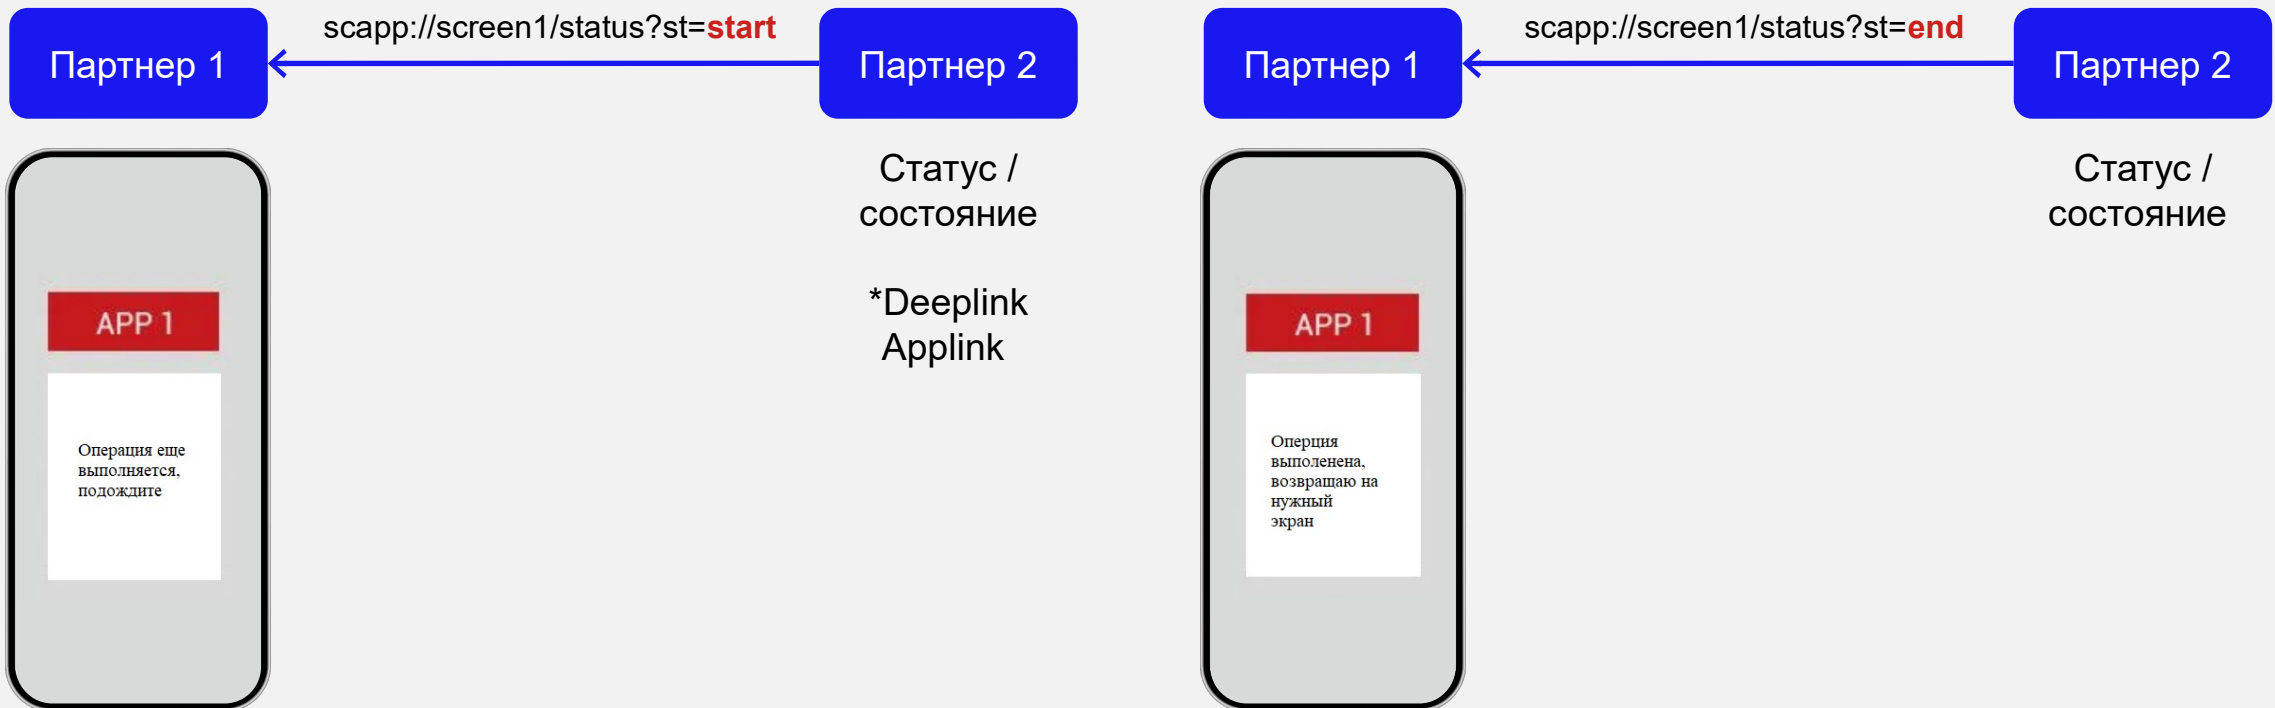 scapp://screen1/status?st=start
Партнер 1
Партнер 2
Статус /
состояние
*Deeplink
Applink
APP 1
Операция еще
выполняется,
подождите
scapp://screen1/status?st=end
Партнер 1
Партнер 2
Статус /
состояние
APP 1
Оперция
выполенена,
возвращаю на
нужный
экран